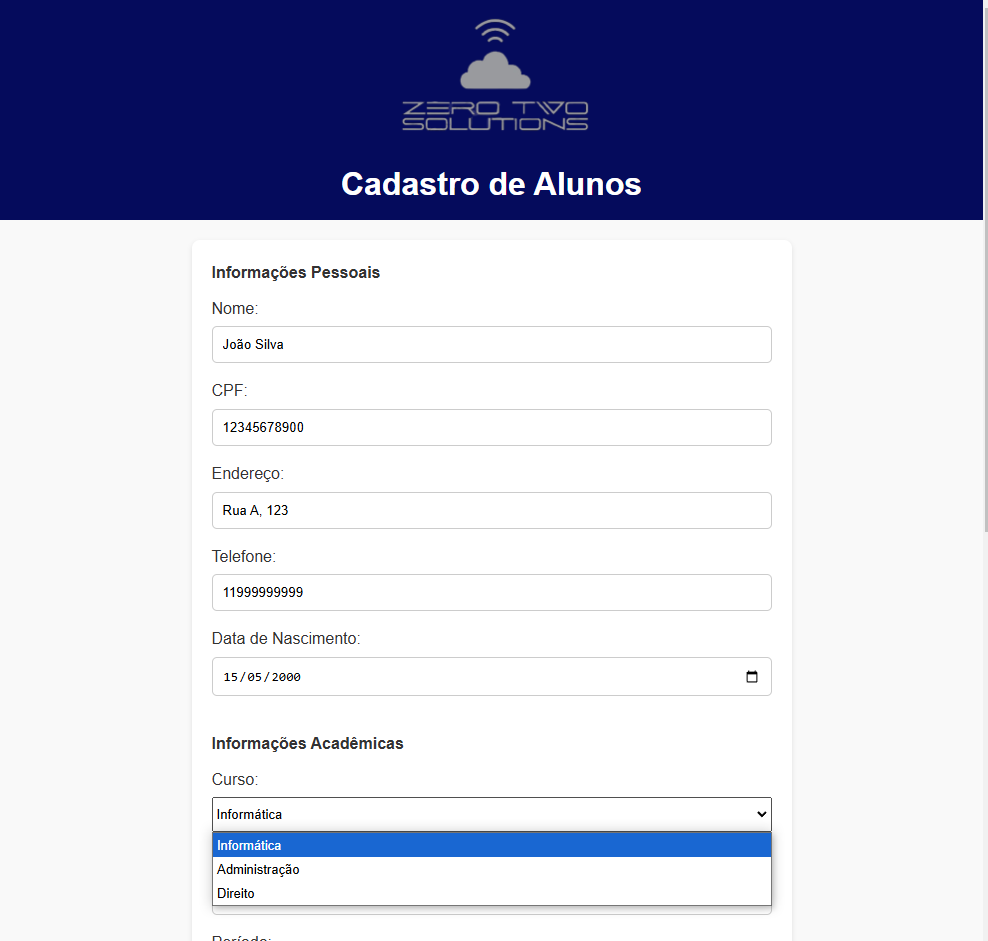 ZERO TWO
SOLUTIONS
Cadastro de Alunos
Informações Pessoais
Nome:
João Silva
CPF:
12345678900
Endereço:
Rua A, 123
Telefone:
11999999999
Data de Nascimento:
15/05/2000
Informações Acadêmicas
Curso:
Informática
Informática
Administração
Direito
Período: